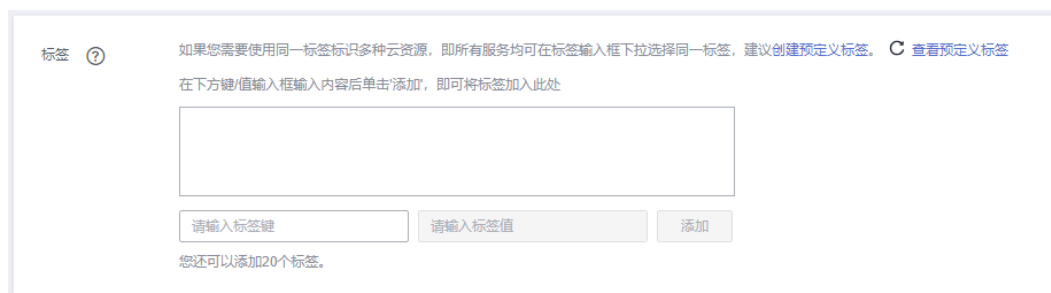 标签 ? 如果您需要使用同一标签标识多种云资源，即所有服务均可在标签输入框下拉选择同一标签，建议创建预定义标签。 C 查看预定义标签
在下方键/值输入框输入内容后单击'添加'，即可将标签加入此处
请输入标签键 请输入标签值 添加
您还可以添加20个标签。